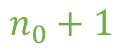 n₀ + 1